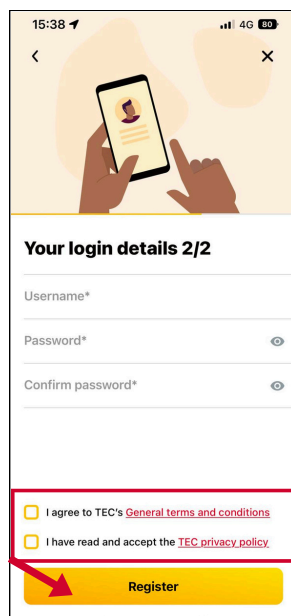 15:38
4G 80
Your login details 2/2
Username*
Password*
Confirm password*
I agree to TEC's General terms and conditions
I have read and accept the TEC privacy policy
Register